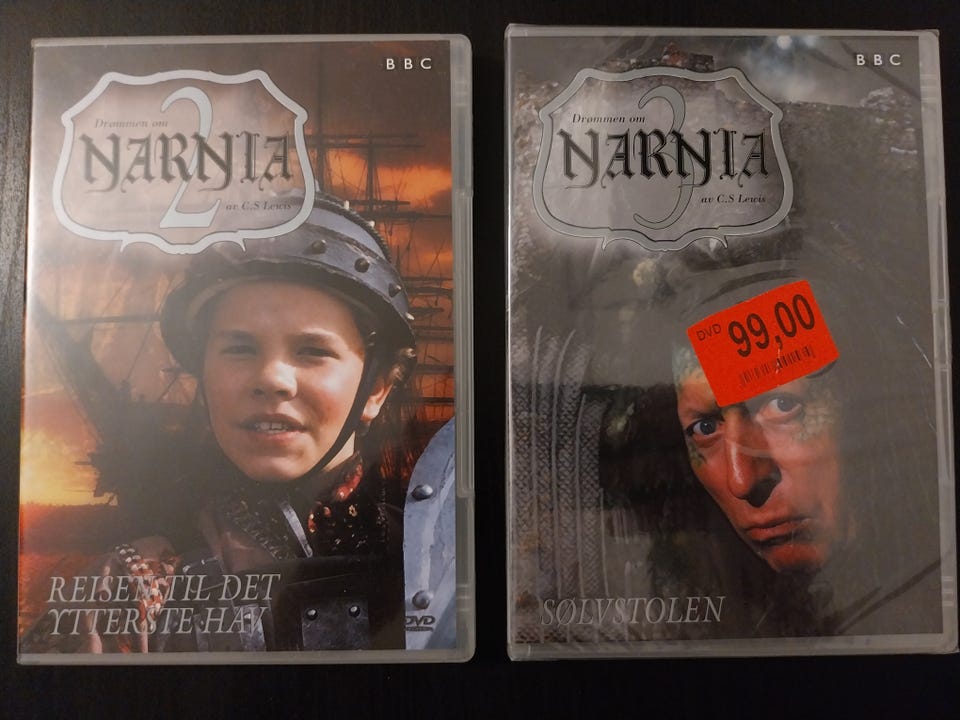 BBC
2
Drømmen om
NARNIA
av C.S Lewis
REISEN TIL DET
YTTERSTE HAV
DVD
BBC
3
Drømmen om
NARNIA
av C.S Lewis
DVD 99,00
SØLVSTOLEN